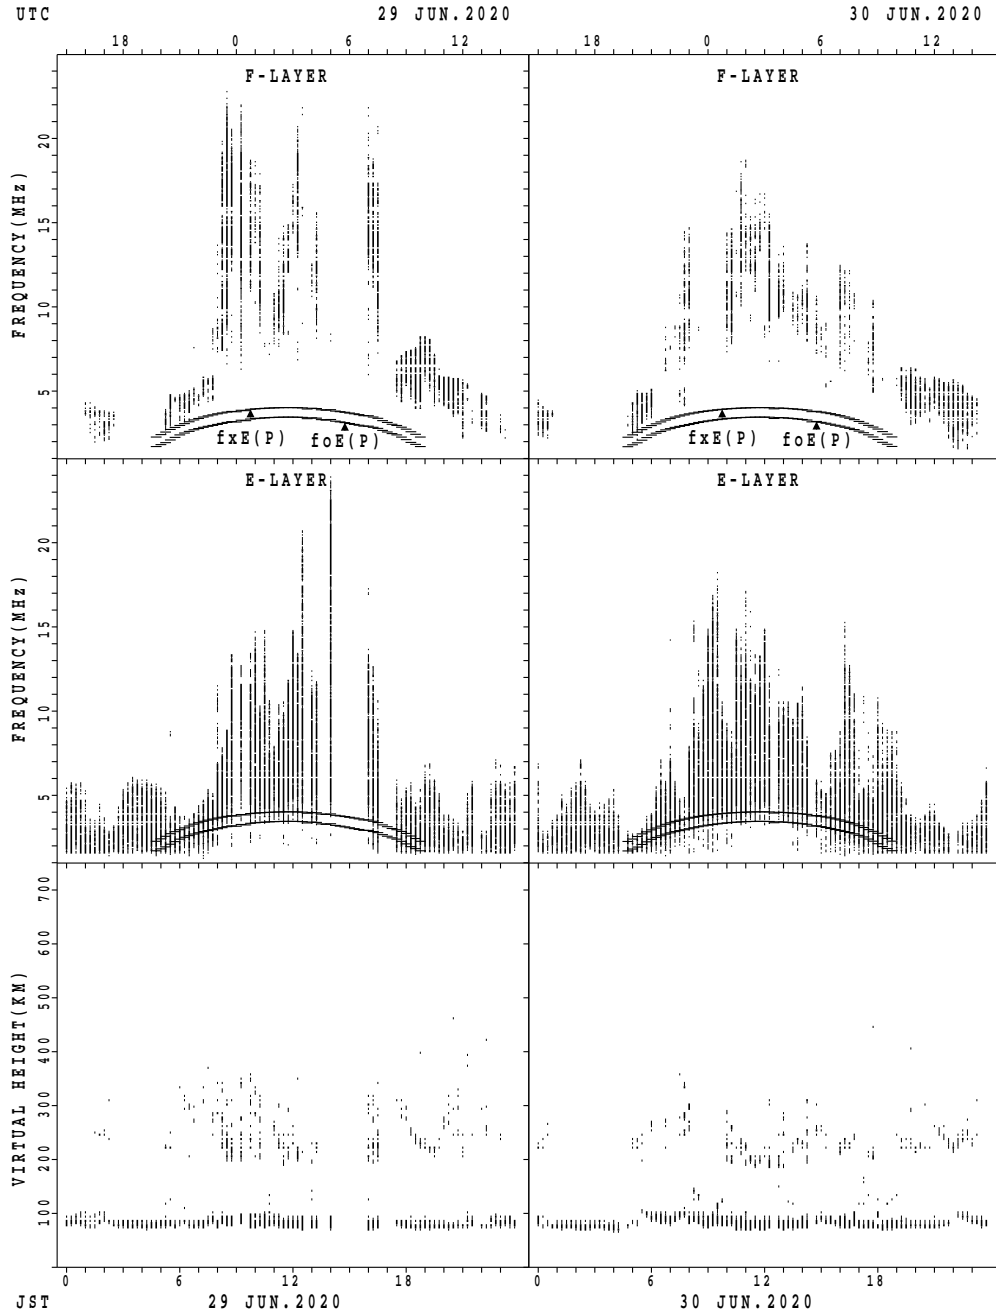 UTC 29 JUN.2020 30 JUN.2020
18 0 6 12 18 0 6 12
F-LAYER F-LAYER
FREQUENCY(MHz)
20
15
10
5
fxE(P) foE(P) fxE(P) foE(P)
E-LAYER E-LAYER
FREQUENCY(MHz)
20
15
10
5
VIRTUAL HEIGHT(KM)
700
600
500
400
300
200
100
0 6 12 18 0 6 12 18
JST 29 JUN.2020 30 JUN.2020